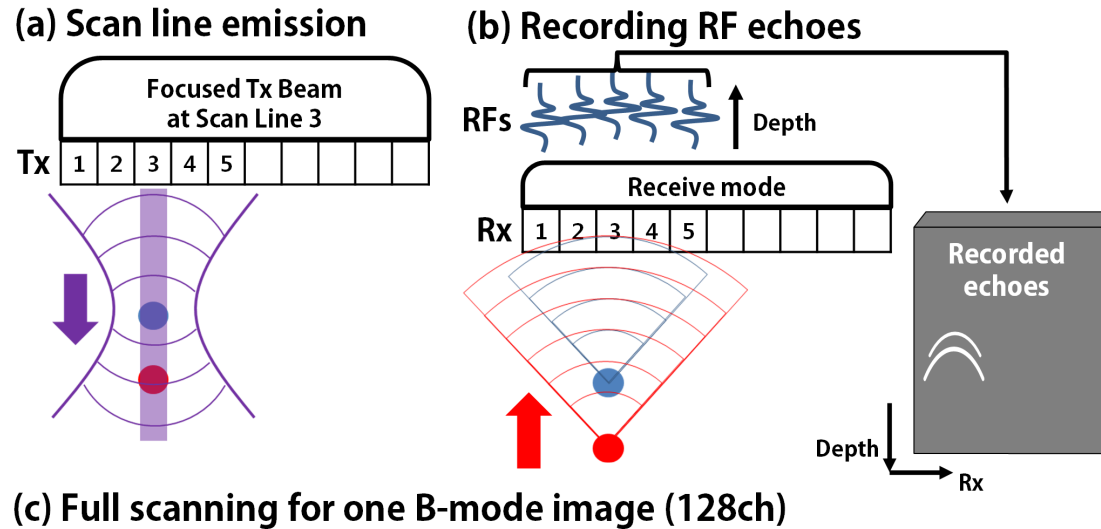 (a) Scan line emission
Focused Tx Beam
at Scan Line 3
Tx 1 2 3 4 5
(b) Recording RF echoes
RFs
Depth
Receive mode
Rx 1 2 3 4 5
Recorded
echoes
Depth
Rx
(c) Full scanning for one B-mode image (128ch)